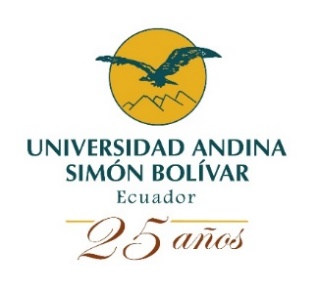 UNIVERSIDAD ANDINA
SIMÓN BOLÍVAR
Ecuador
25 años